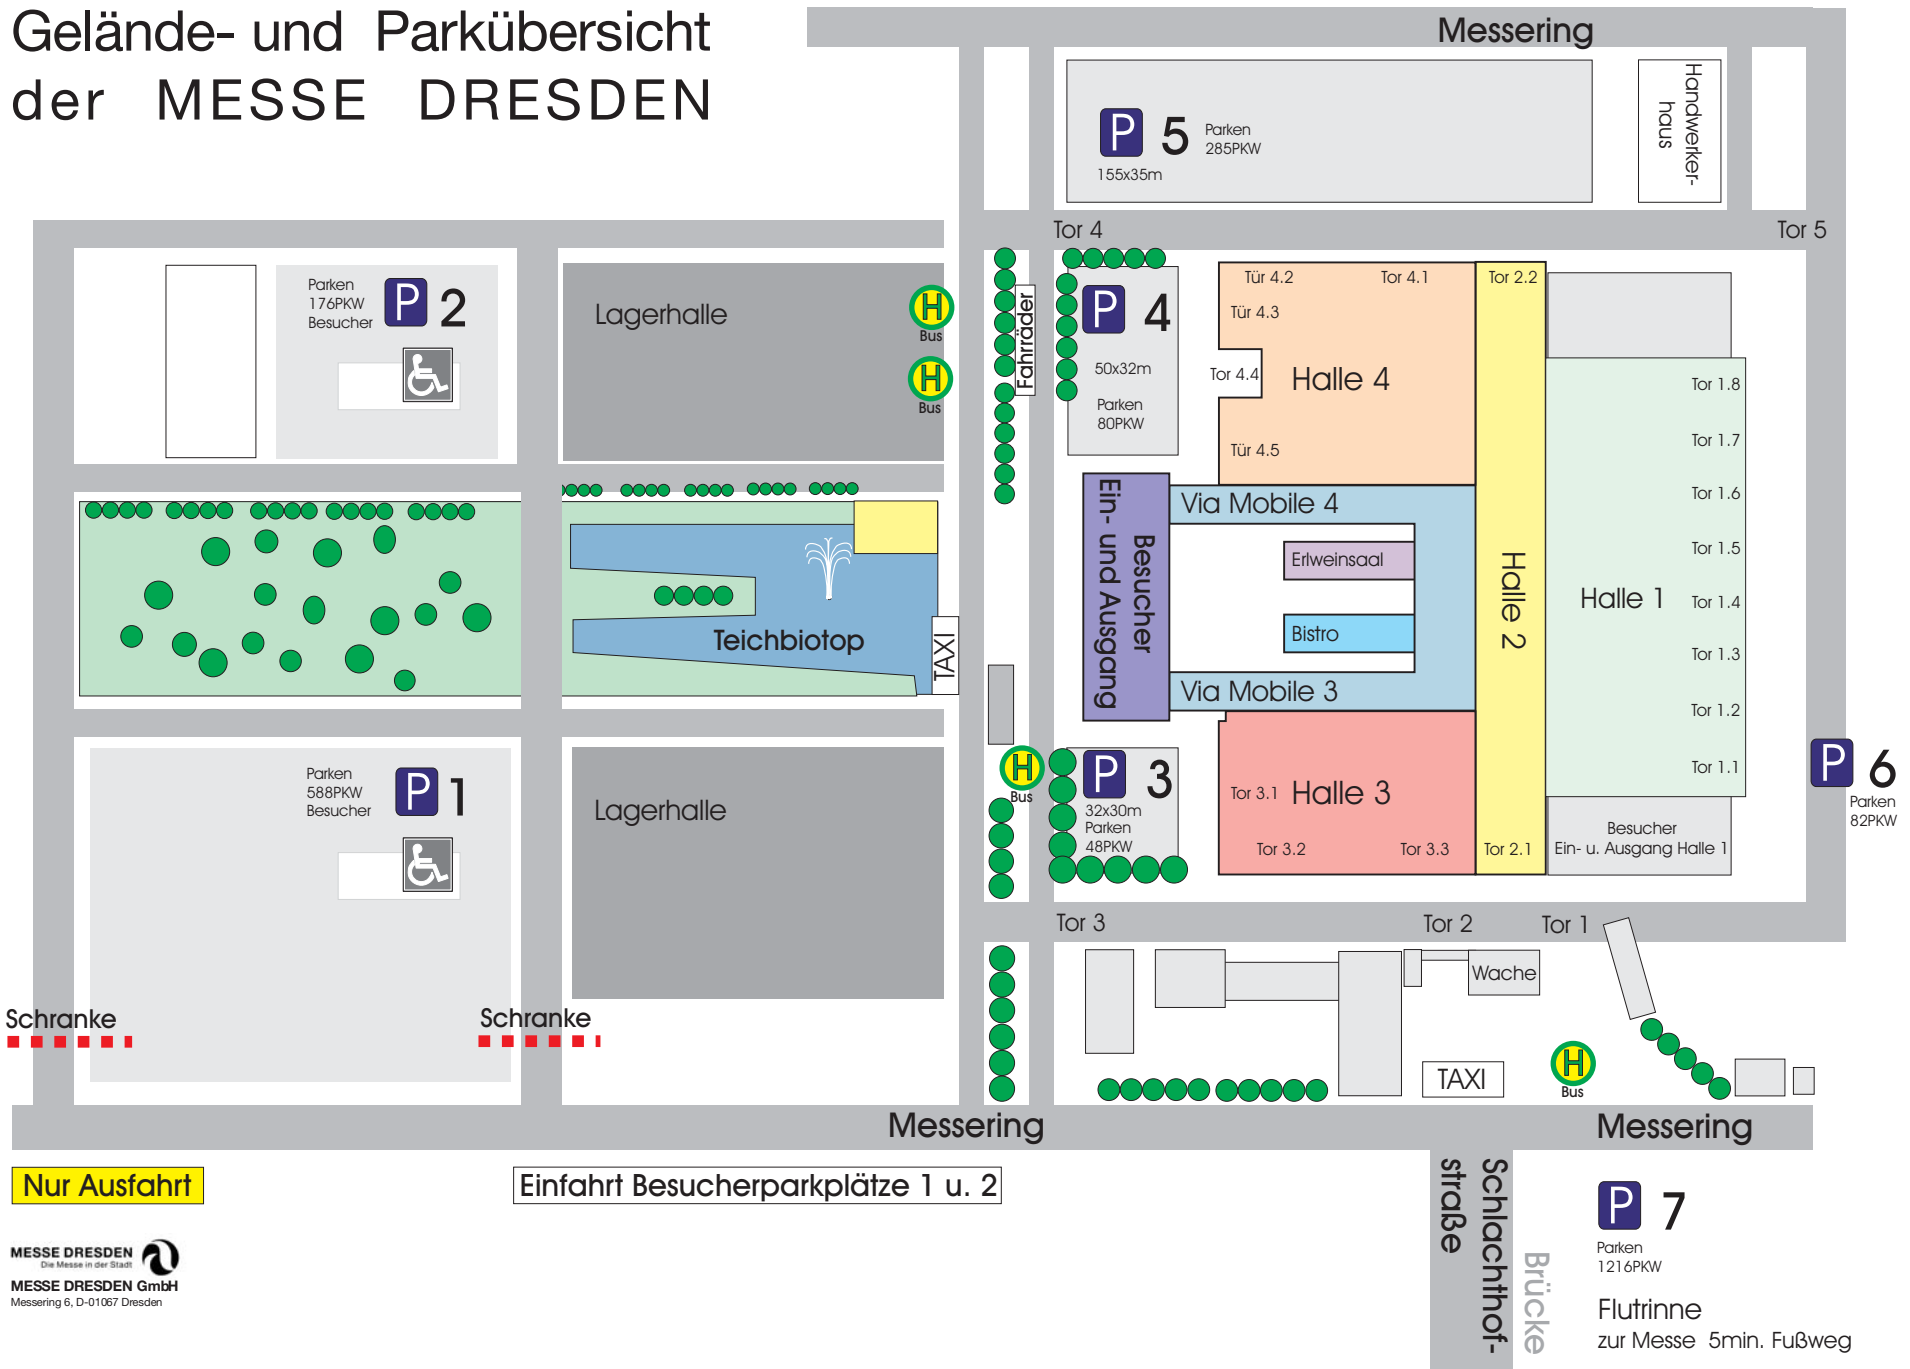 Gelände- und Parkübersicht
der MESSE DRESDEN
Messering
P 5
Parken
285PKW
155x35m
Handwerker-
haus
Tor 4
Tor 5
Parken
176PKW
Besucher
P 2
Lagerhalle
H
Bus
H
Bus
Fahrräder
P 4
50x32m
Parken
80PKW
Tür 4.2
Tor 4.1
Tür 4.3
Tor 4.4
Halle 4
Tür 4.5
Tor 2.2
Tor 1.8
Tor 1.7
Tor 1.6
Tor 1.5
Tor 1.4
Tor 1.3
Tor 1.2
Tor 1.1
Halle 1
Halle 2
Besucher
Ein- und Ausgang
Via Mobile 4
Erlweinsaal
Bistro
Via Mobile 3
Teichbiotop
TAXI
Parken
588PKW
Besucher
P 1
Lagerhalle
H
Bus
P 3
32x30m
Parken
48PKW
Tor 3.1
Halle 3
Tor 3.2
Tor 3.3
Tor 2.1
Besucher
Ein- u. Ausgang Halle 1
P 6
Parken
82PKW
Tor 3
Tor 2
Tor 1
Wache
Schranke
Schranke
TAXI
H
Bus
Messering
Messering
Nur Ausfahrt
Einfahrt Besucherparkplätze 1 u. 2
Schlachthof-
straße
Brücke
P 7
Parken
1216PKW
Flutrinne
zur Messe 5min. Fußweg
MESSE DRESDEN
Die Messe in der Stadt
MESSE DRESDEN GmbH
Messering 6, D-01067 Dresden